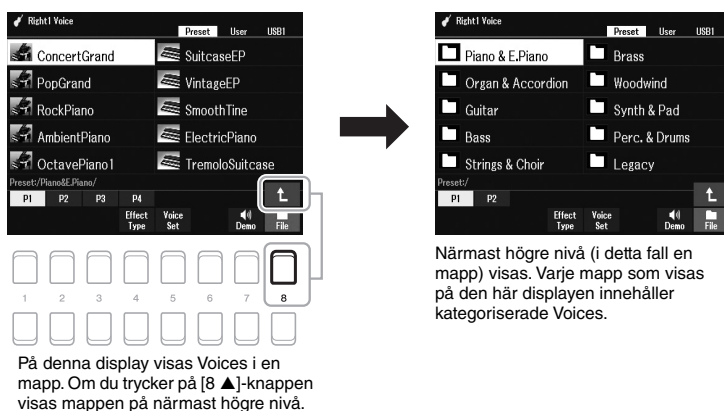 Right1 Voice
Preset User USB1
ConcertGrand SuitcaseEP
PopGrand VintageEP
RockPiano SmoothTine
AmbientPiano ElectricPiano
OctavePiano1 TremoloSuitcase
Preset:/Piano&E.Piano/
P1 P2 P3 P4
Effect Type Voice Set Demo File
1 2 3 4 5 6 7 8
På denna display visas Voices i en
mapp. Om du trycker på [8 ▲]-knappen
visas mappen på närmast högre nivå.
Right1 Voice
Preset User USB1
Piano & E.Piano Brass
Organ & Accordion Woodwind
Guitar Synth & Pad
Bass Perc. & Drums
Strings & Choir Legacy
Preset:/
P1 P2
Effect Type Voice Set Demo File
Närmast högre nivå (i detta fall en
mapp) visas. Varje mapp som visas
på den här displayen innehåller
kategoriserade Voices.